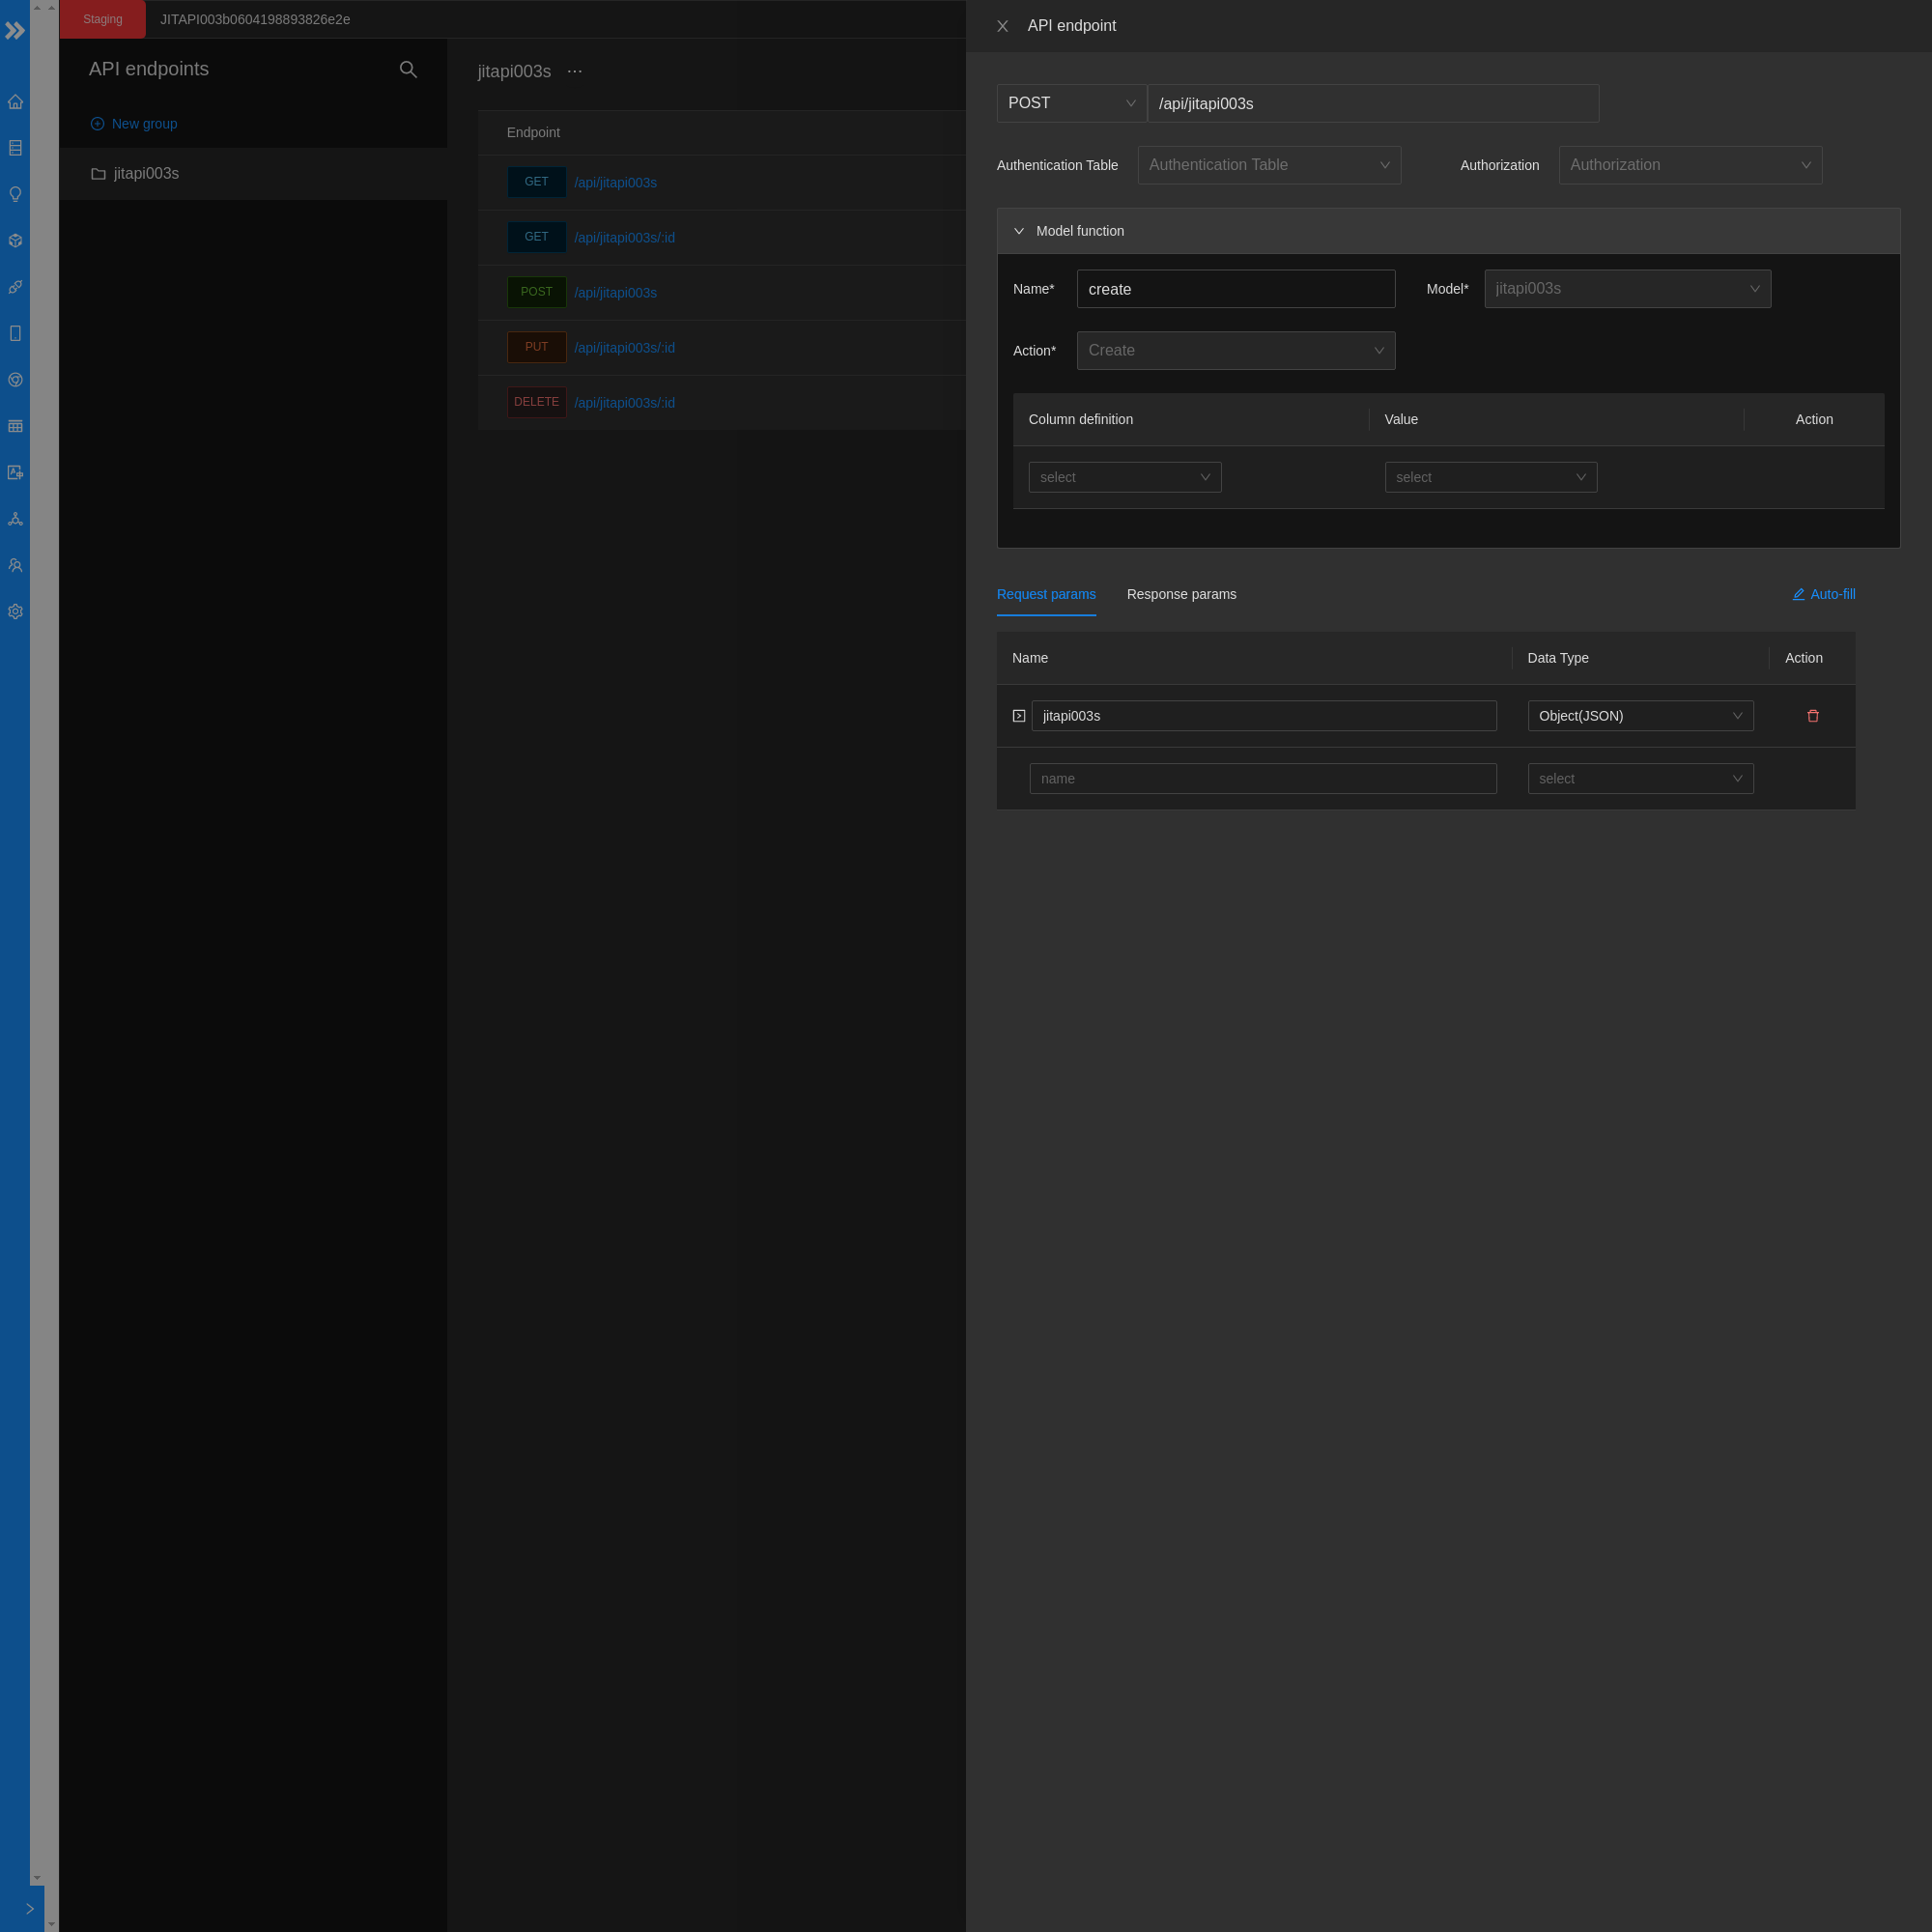 Staging
JITAPI003b0604198893826e2e
API endpoints
New group
jitapi003s
jitapi003s
Endpoint
GET /api/jitapi003s
GET /api/jitapi003s/:id
POST /api/jitapi003s
PUT /api/jitapi003s/:id
DELETE /api/jitapi003s/:id
API endpoint
POST /api/jitapi003s
Authentication Table Authentication Table Authorization Authorization
Model function
Name* create Model* jitapi003s
Action* Create
Column definition Value Action
select select
Request params Response params Auto-fill
Name Data Type Action
jitapi003s Object(JSON)
name select